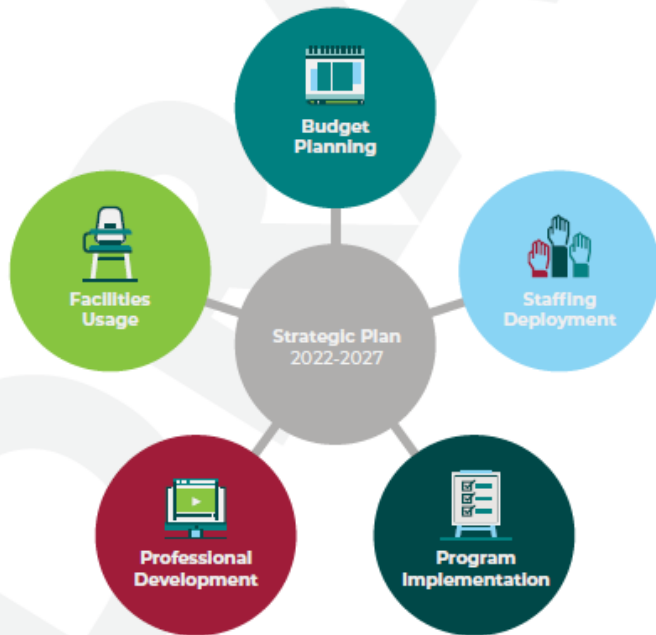 Budget
Planning
Facilities
Usage
Staffing
Deployment
Strategic Plan
2022-2027
Professional
Development
Program
Implementation